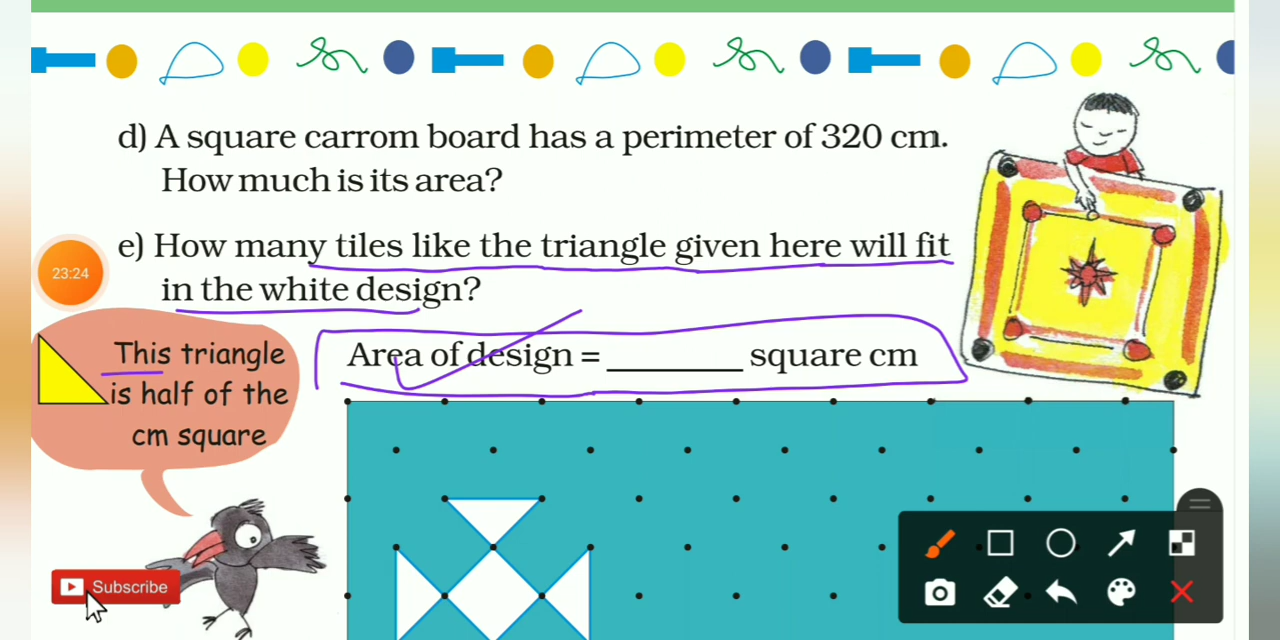 d) A square carrom board has a perimeter of 320 cm.
How much is its area?
e) How many tiles like the triangle given here will fit
in the white design?
23:24
This triangle
is half of the
cm square
Area of design = ________ square cm
Subscribe